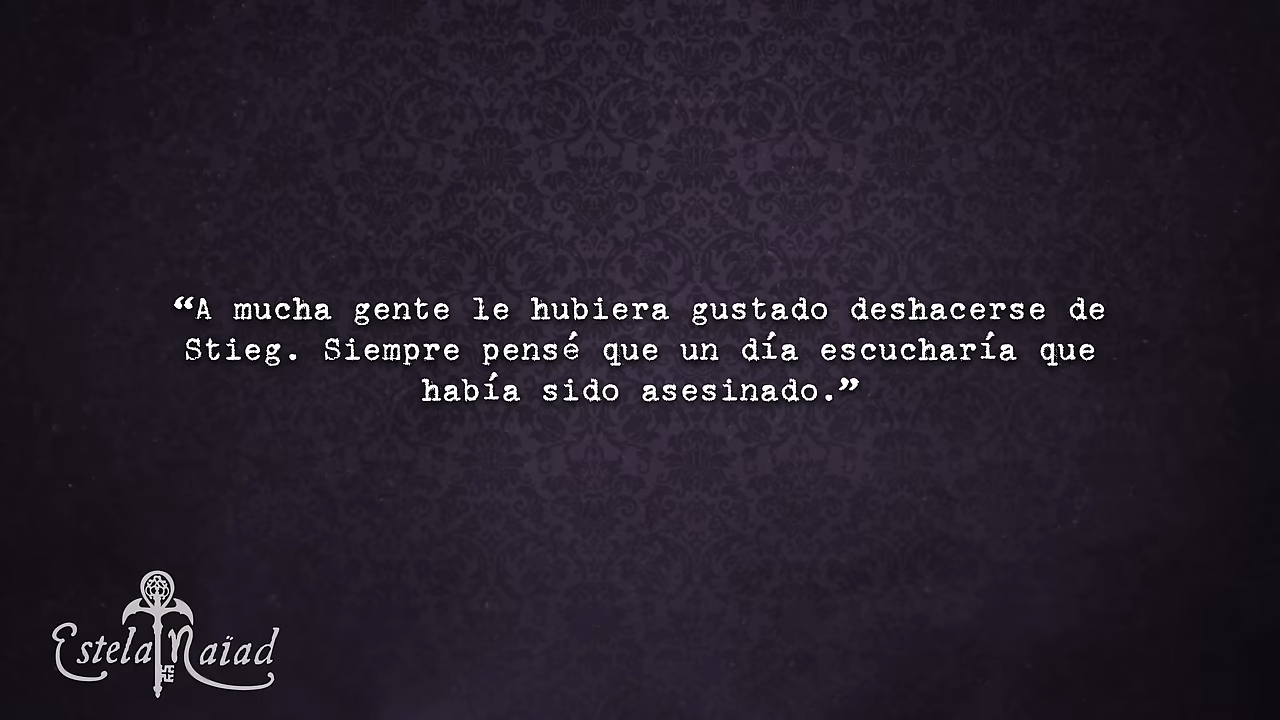 “A mucha gente le hubiera gustado deshacerse de
Stieg. Siempre pensé que un día escucharía que
había sido asesinado.”
Estela Naïad